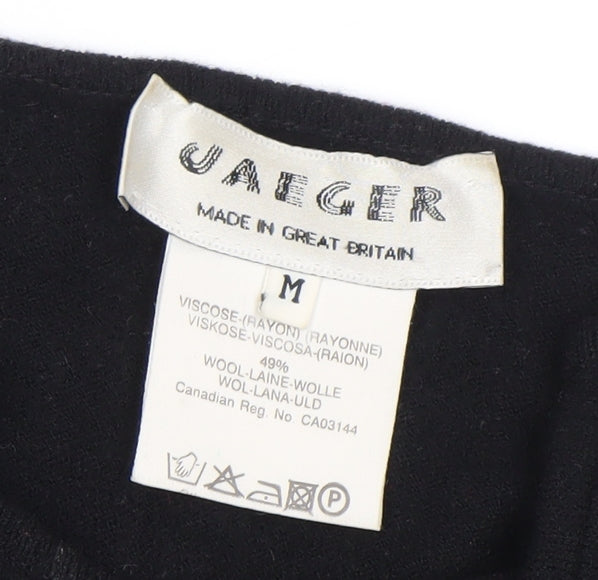 JAEGER
MADE IN GREAT BRITAIN
M
VISCOSE-(RAYON) (RAYONNE)
VISKOSE-VISCOSA-(RAION)
49%
WOOL-LAINE-WOLLE
WOL-LANA-ULD
Canadian Reg. No CA03144
P